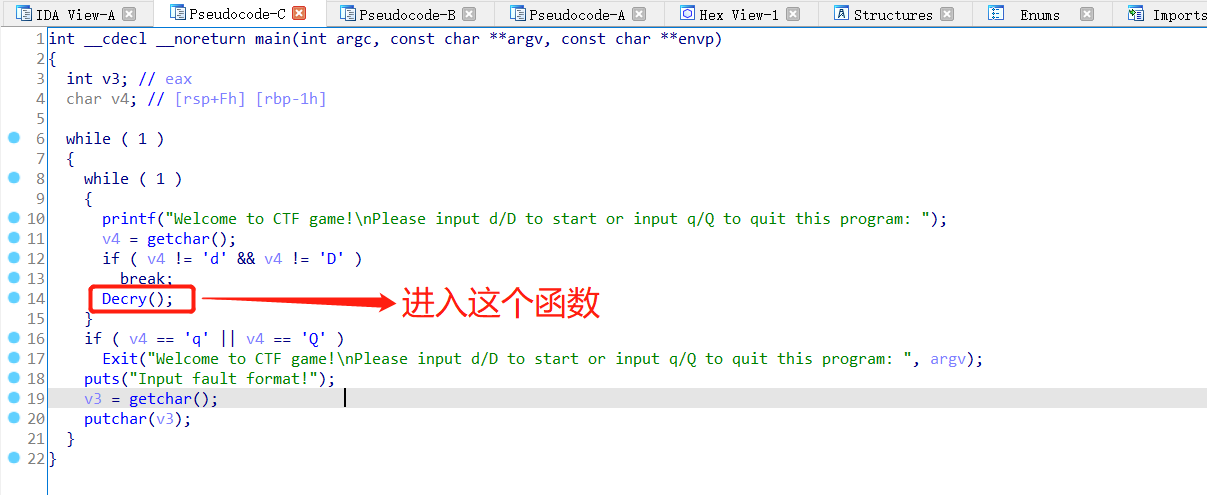 IDA View-A Pseudocode-C Pseudocode-B Pseudocode-A Hex View-1 Structures Enums Imports
1 int __cdecl __noreturn main(int argc, const char **argv, const char **envp)
2 {
3 int v3; // eax
4 char v4; // [rsp+Fh] [rbp-1h]
5
6 while ( 1 )
7 {
8 while ( 1 )
9 {
10 printf("Welcome to CTF game!\nPlease input d/D to start or input q/Q to quit this program: ");
11 v4 = getchar();
12 if ( v4 != 'd' && v4 != 'D' )
13 break;
14 Decry(); 进入这个函数
15 }
16 if ( v4 == 'q' || v4 == 'Q' )
17 Exit("Welcome to CTF game!\nPlease input d/D to start or input q/Q to quit this program: ", argv);
18 puts("Input fault format!");
19 v3 = getchar();
20 putchar(v3);
21 }
22 }